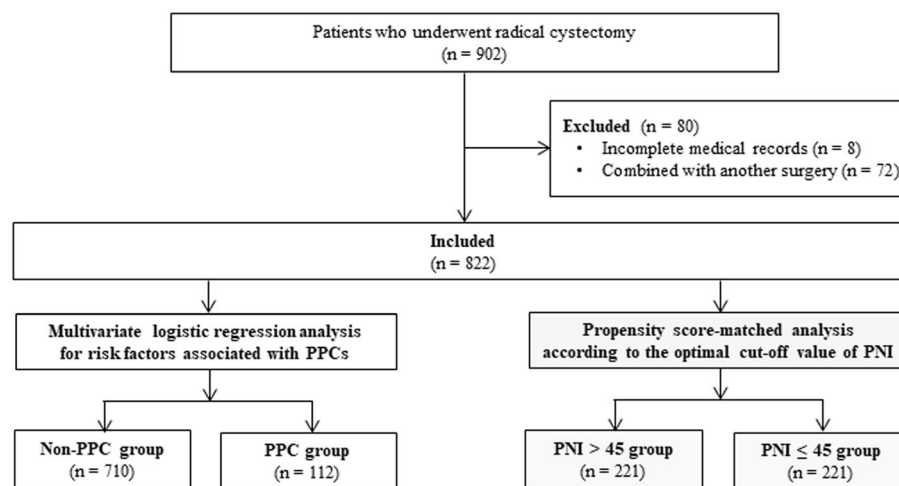 Patients who underwent radical cystectomy
(n = 902)
Excluded (n = 80)
• Incomplete medical records (n = 8)
• Combined with another surgery (n = 72)
Included
(n = 822)
Multivariate logistic regression analysis
for risk factors associated with PPCs
Propensity score-matched analysis
according to the optimal cut-off value of PNI
Non-PPC group
(n = 710)
PPC group
(n = 112)
PNI > 45 group
(n = 221)
PNI ≤ 45 group
(n = 221)